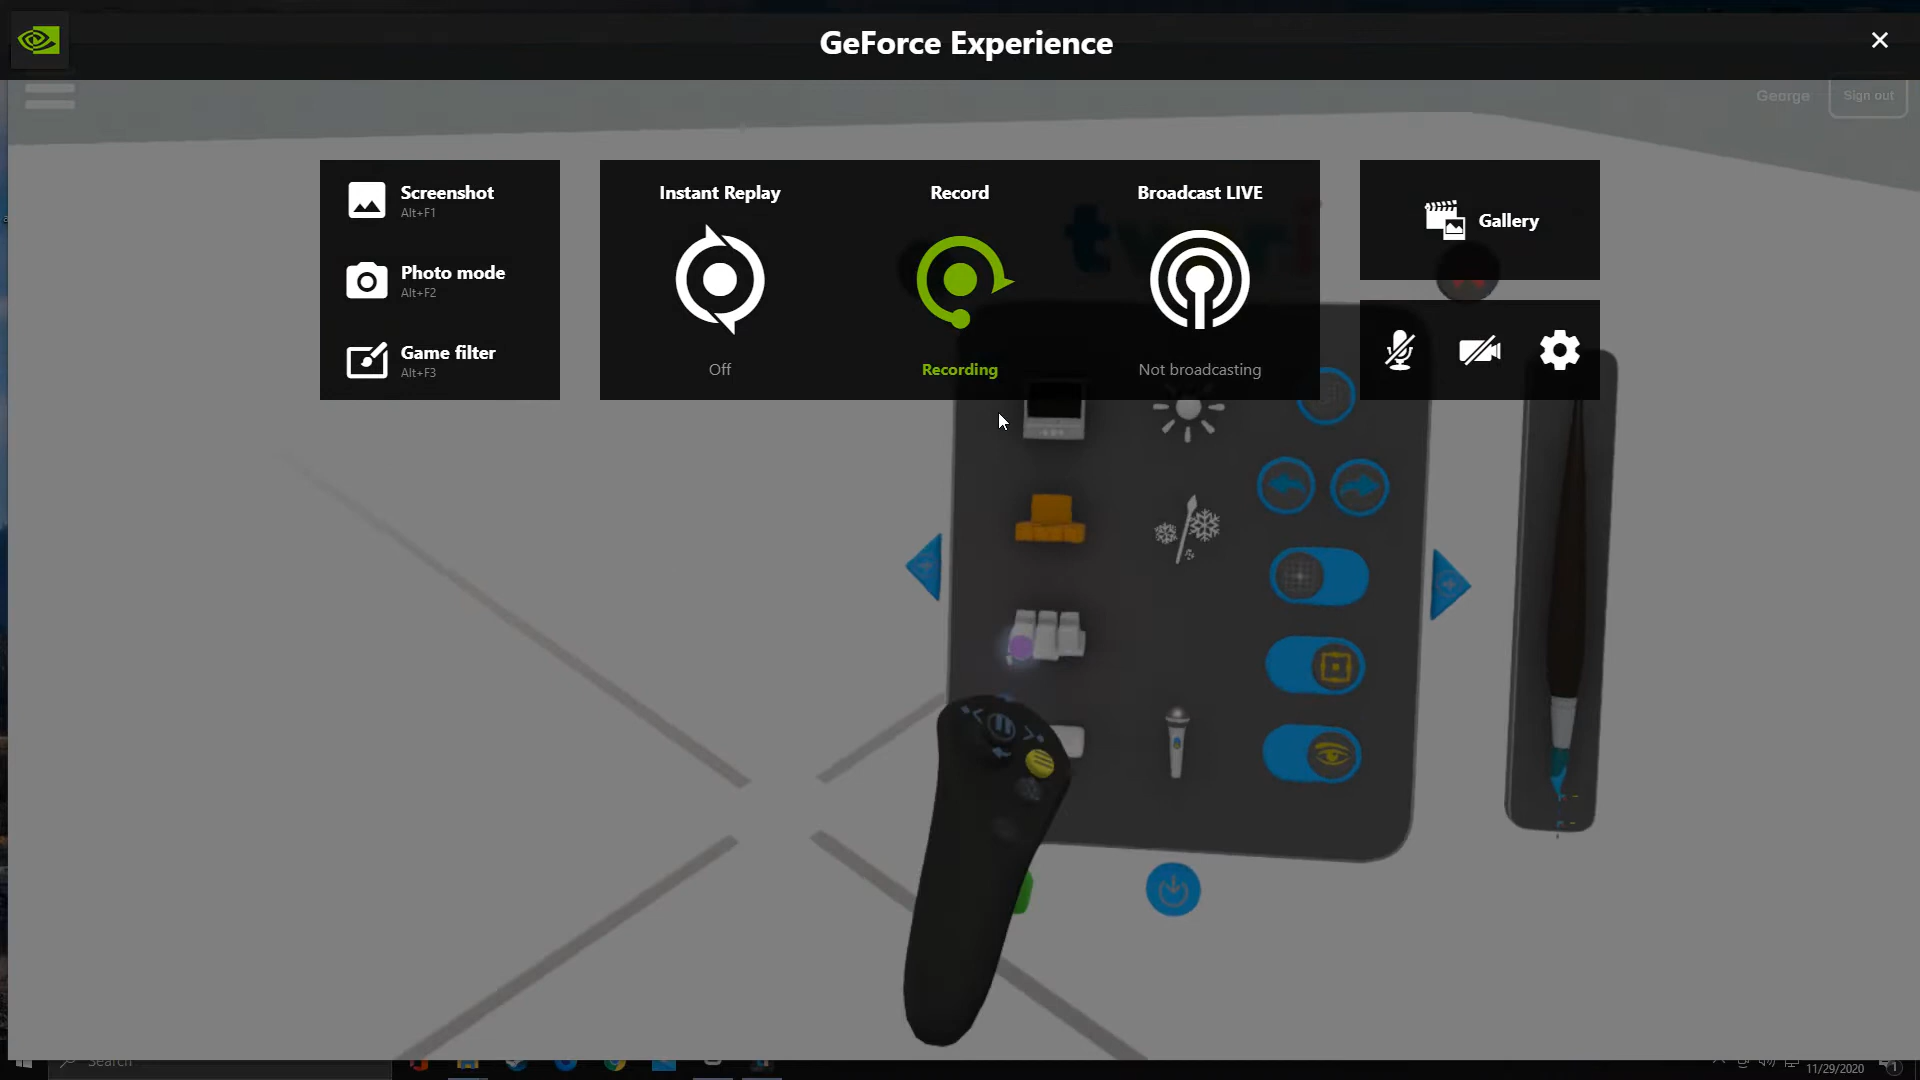 GeForce Experience
George
Sign out
Screenshot
Alt+F1
Photo mode
Alt+F2
Game filter
Alt+F3
Instant Replay
Off
Record
Recording
Broadcast LIVE
Not broadcasting
Gallery
Search
11/29/2020